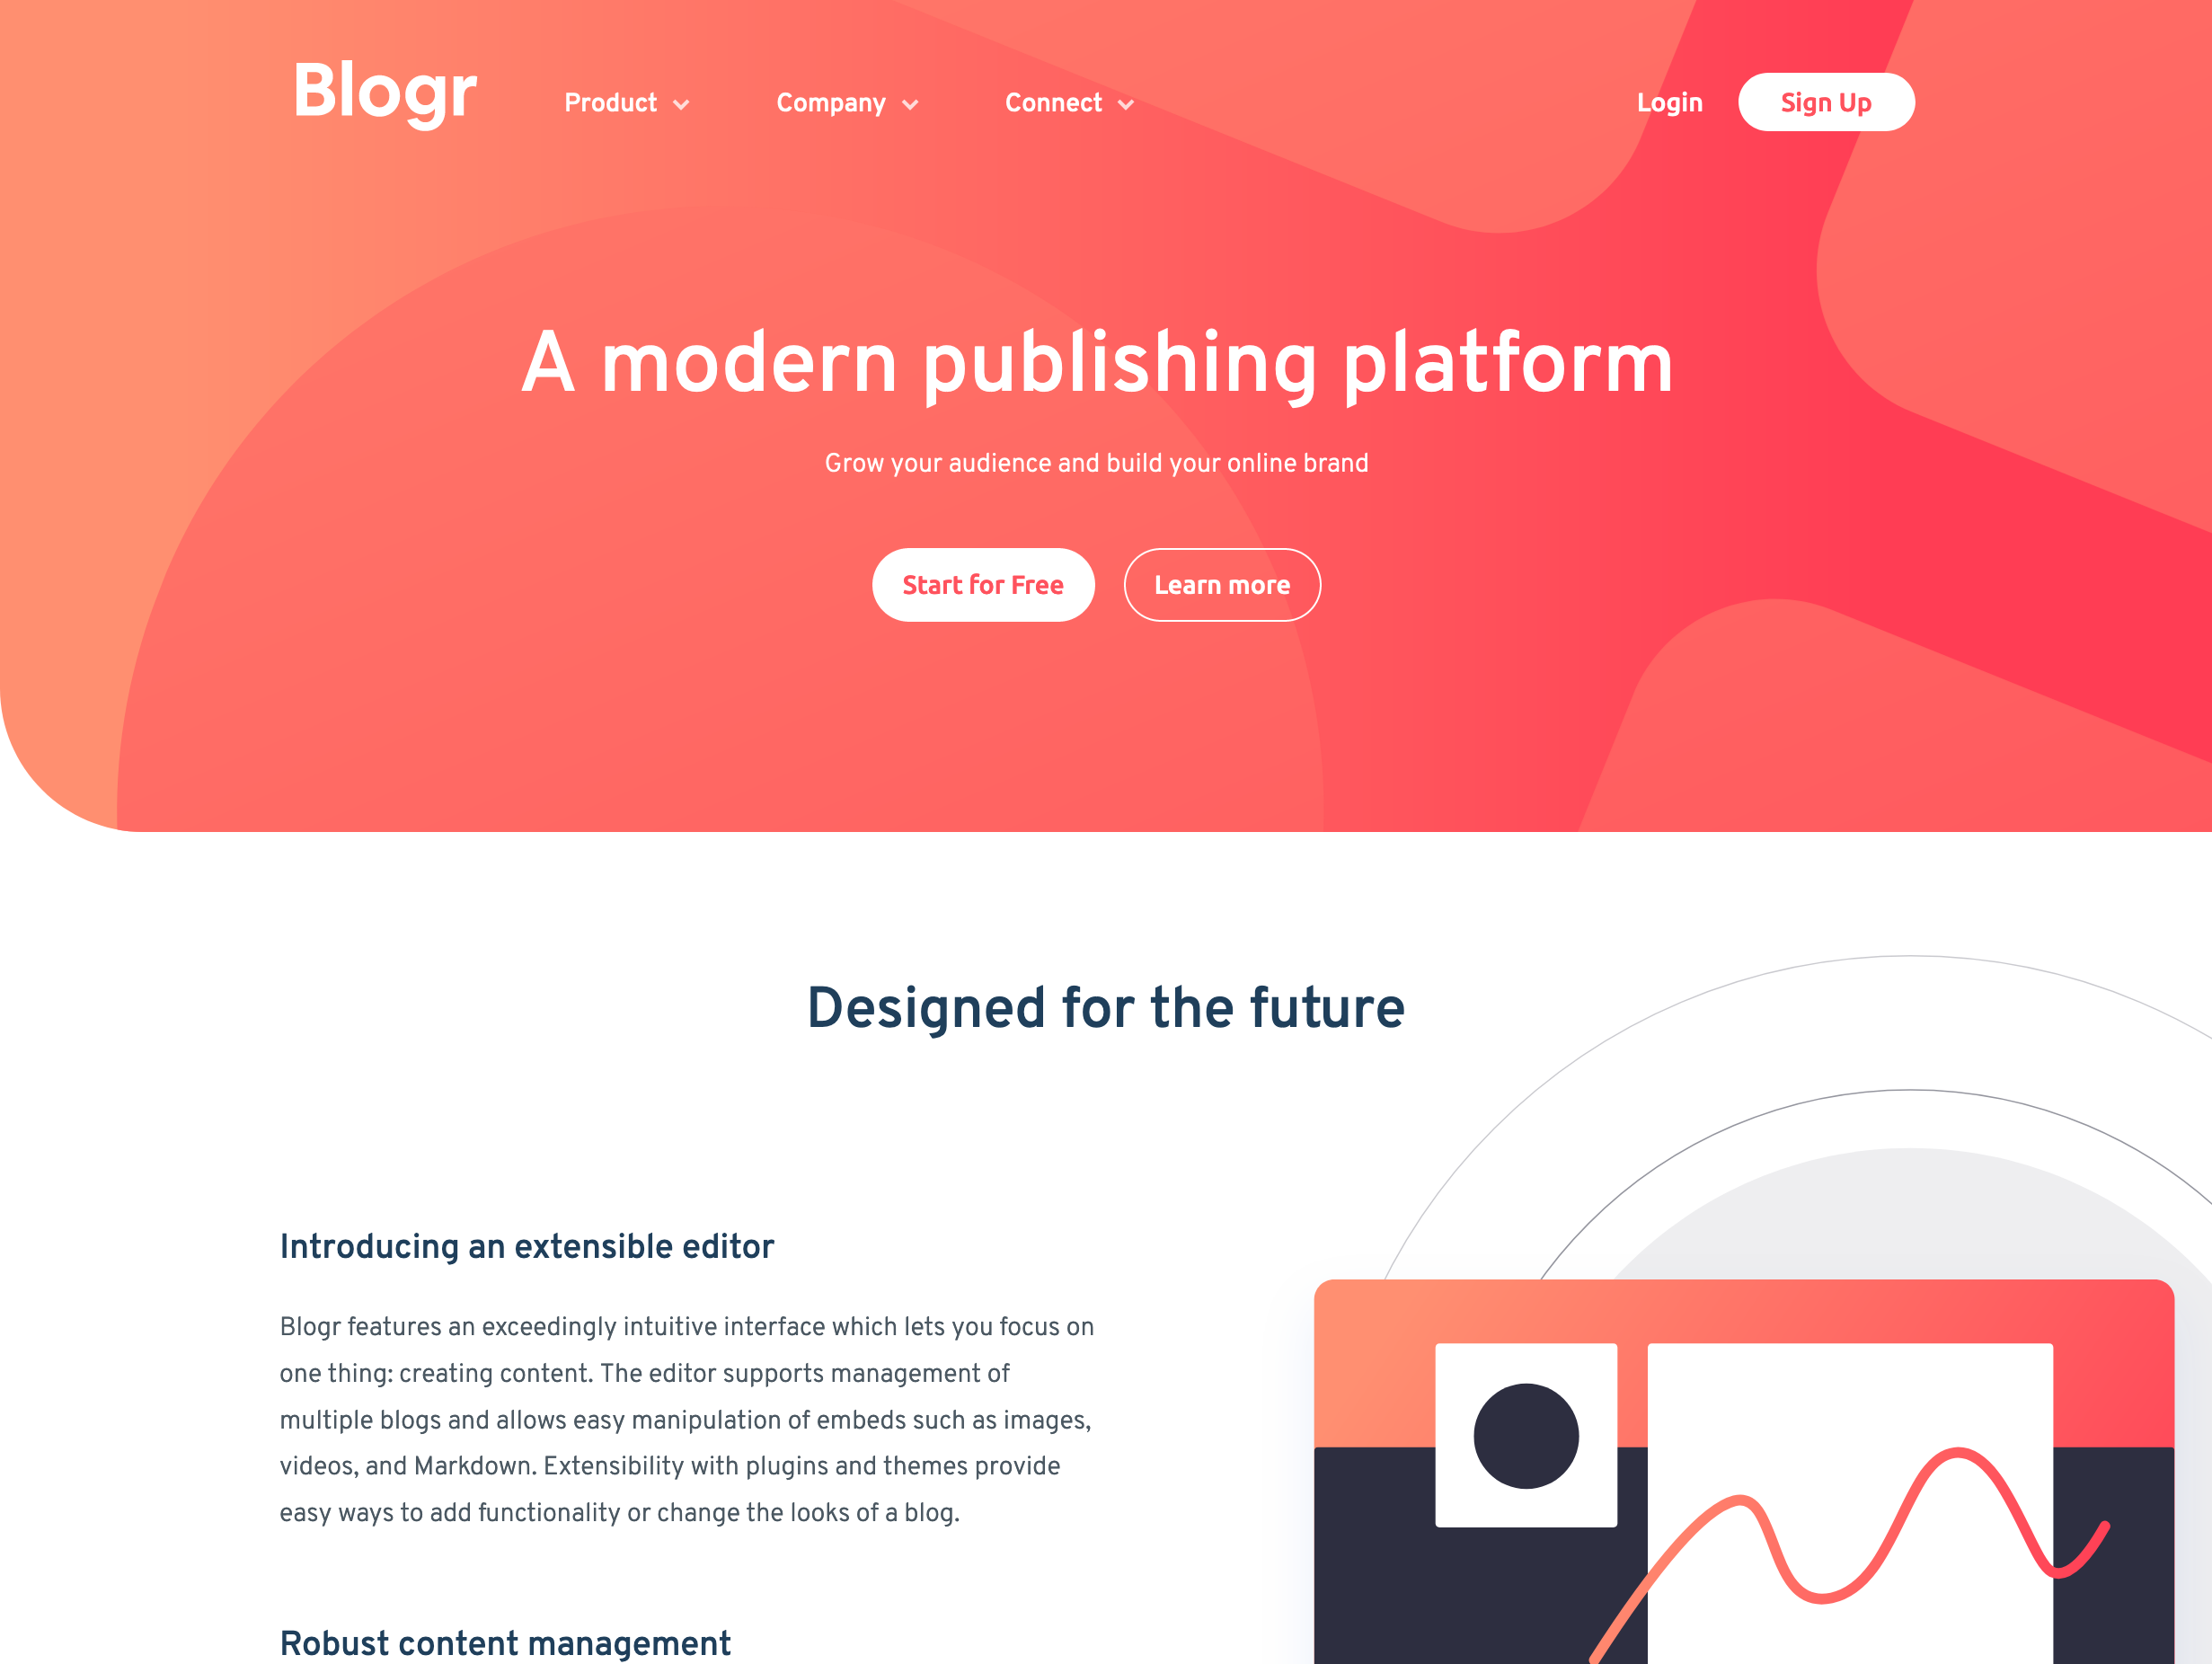 Blogr
Product
Company
Connect
Login
Sign Up
A modern publishing platform
Grow your audience and build your online brand
Start for Free
Learn more
Designed for the future
Introducing an extensible editor
Blogr features an exceedingly intuitive interface which lets you focus on
one thing: creating content. The editor supports management of
multiple blogs and allows easy manipulation of embeds such as images,
videos, and Markdown. Extensibility with plugins and themes provide
easy ways to add functionality or change the looks of a blog.
Robust content management